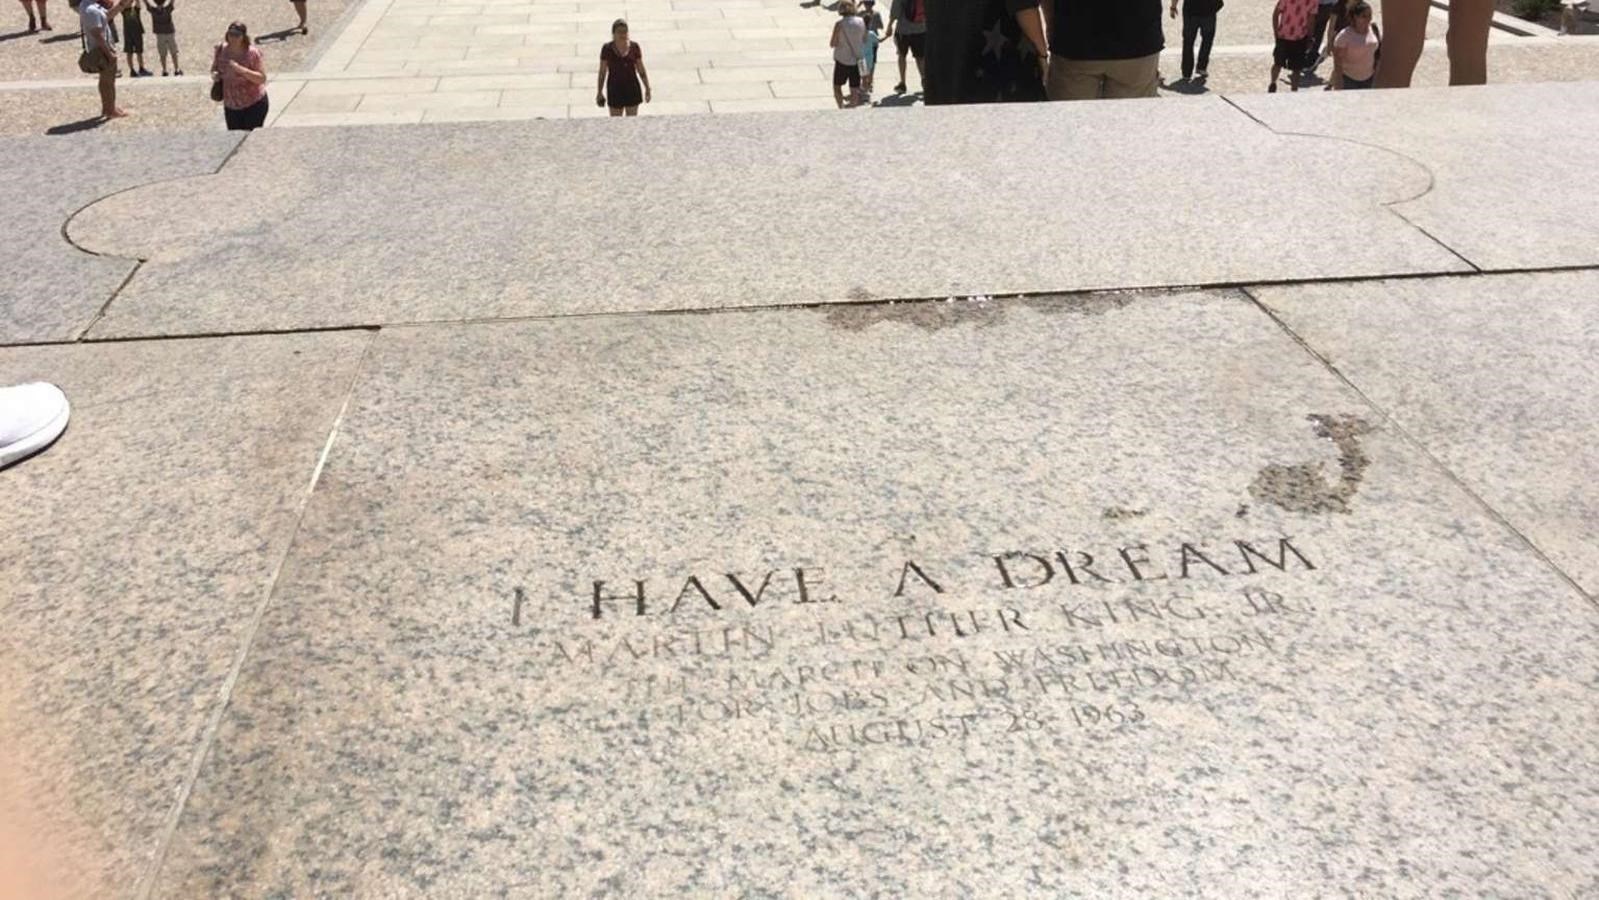 I HAVE A DREAM
MARTIN LUTHER KING, JR.
THE MARCH ON WASHINGTON
FOR JOBS AND FREEDOM
AUGUST 28, 1963